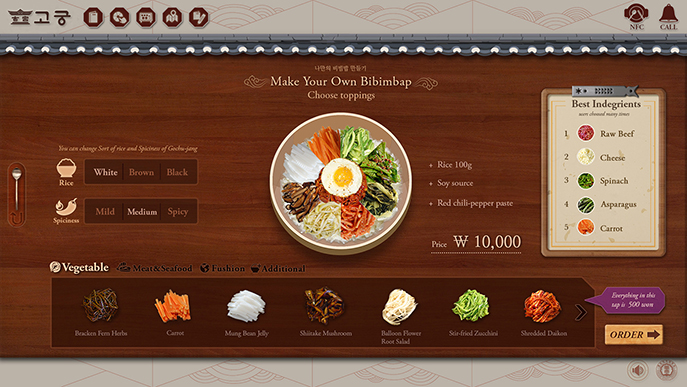 고궁
NFC
CALL
나만의 비빔밥 만들기
Make Your Own Bibimbap
Choose toppings
You can change Sort of rice and Spiciness of Gochu-jang
Rice
White
Brown
Black
Spiciness
Mild
Medium
Spicy
+ Rice 100g
+ Soy source
+ Red chili-pepper paste
Price ₩ 10,000
Best Indegrients
sort choosed many times
1 Raw Beef
2 Cheese
3 Spinach
4 Asparagus
5 Carrot
Vegetable
Meat&Seafood
Fushion
Additional
Bracken Fern Herbs
Carrot
Mung Bean Jelly
Shiitake Mushroom
Balloon Flower
Root Salad
Stir-fried Zucchini
Shredded Daikon
Everything in this
tap is 500 won
ORDER